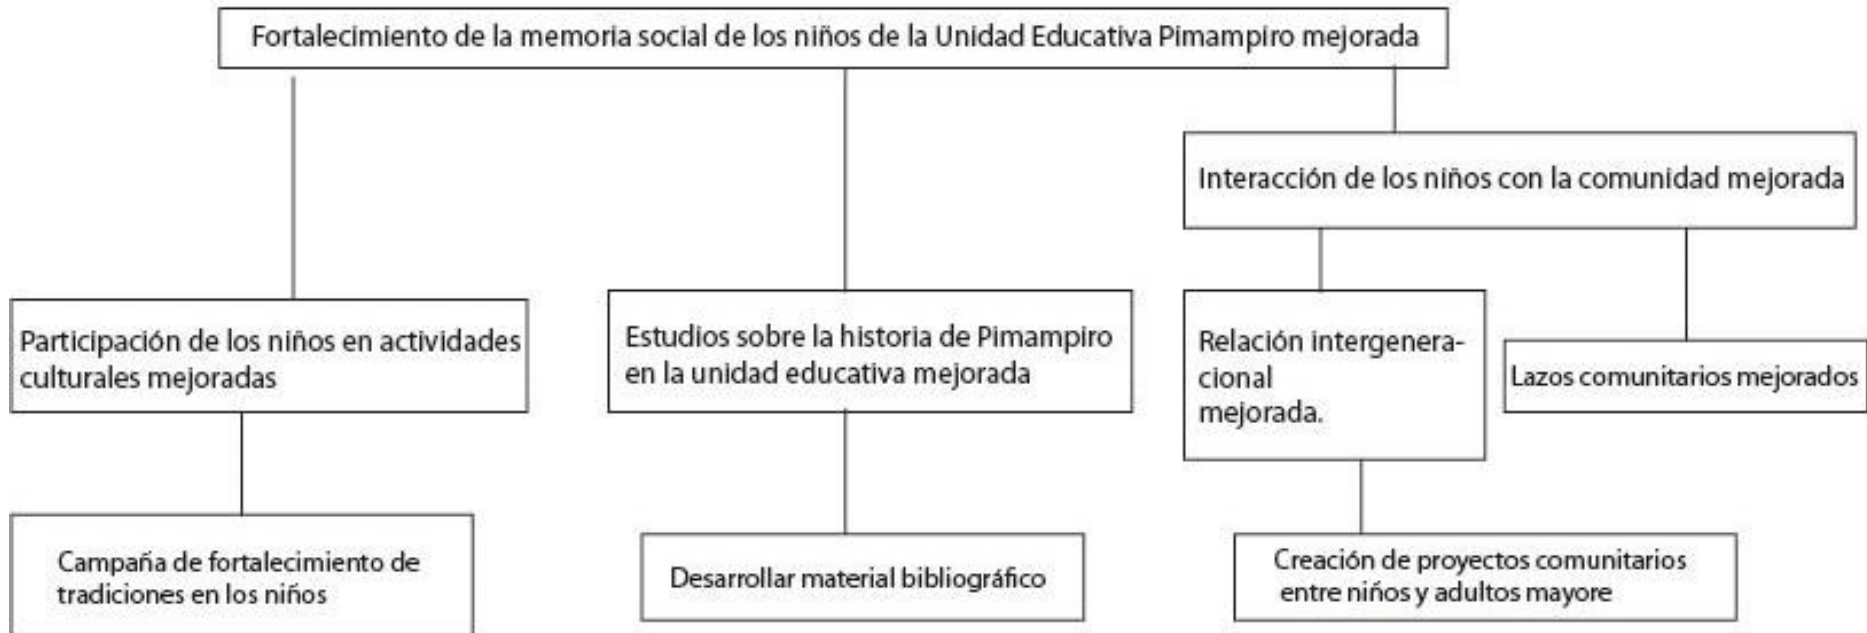 Fortalecimiento de la memoria social de los niños de la Unidad Educativa Pimampiro mejorada
Interacción de los niños con la comunidad mejorada
Participación de los niños en actividades
culturales mejoradas
Estudios sobre la historia de Pimampiro
en la unidad educativa mejorada
Relación intergenera-
cional
mejorada.
Lazos comunitarios mejorados
Campaña de fortalecimiento de
tradiciones en los niños
Desarrollar material bibliográfico
Creación de proyectos comunitarios
entre niños y adultos mayore